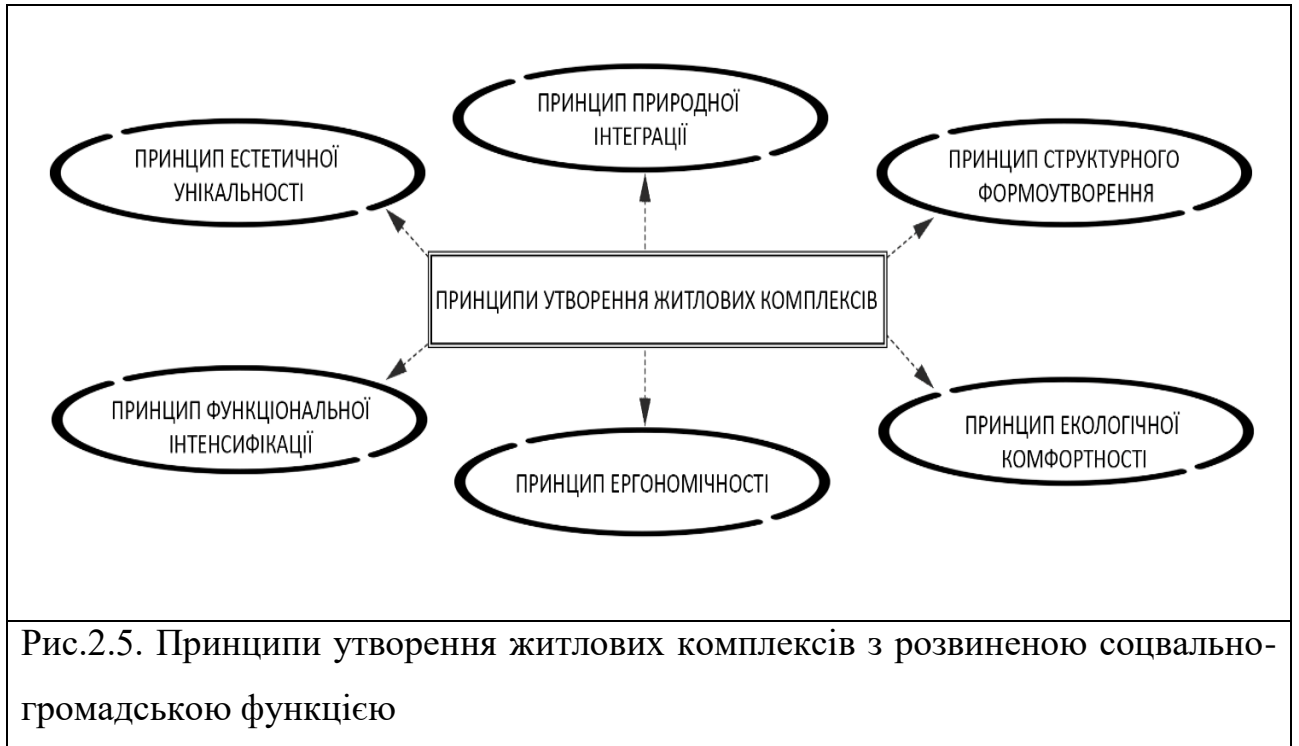 ПРИНЦИП ПРИРОДНОЇ
ІНТЕГРАЦІЇ
ПРИНЦИП ЕСТЕТИЧНОЇ
УНІКАЛЬНОСТІ
ПРИНЦИП СТРУКТУРНОГО
ФОРМОУТВОРЕННЯ
ПРИНЦИПИ УТВОРЕННЯ ЖИТЛОВИХ КОМПЛЕКСІВ
ПРИНЦИП ФУНКЦІОНАЛЬНОЇ
ІНТЕНСИФІКАЦІЇ
ПРИНЦИП ЕРГОНОМІЧНОСТІ
ПРИНЦИП ЕКОЛОГІЧНОЇ
КОМФОРТНОСТІ
Рис.2.5. Принципи утворення житлових комплексів з розвиненою соцвально-
громадською функцією